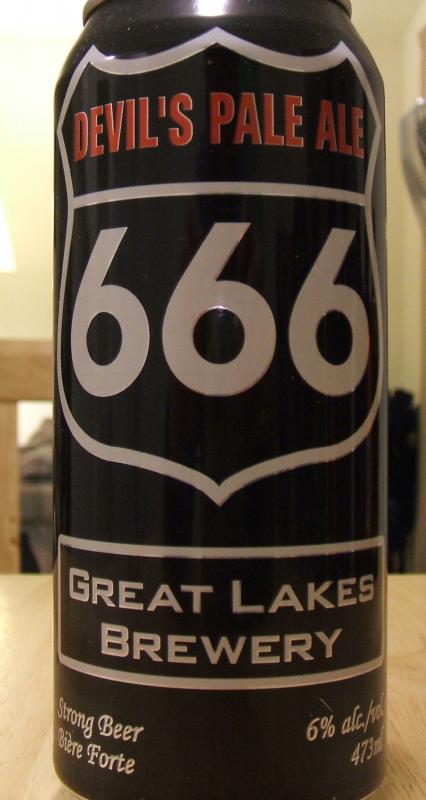 DEVIL'S PALE ALE
666
GREAT LAKES
BREWERY
Strong Beer
Bière Forte
6% alc./vol.
473ml